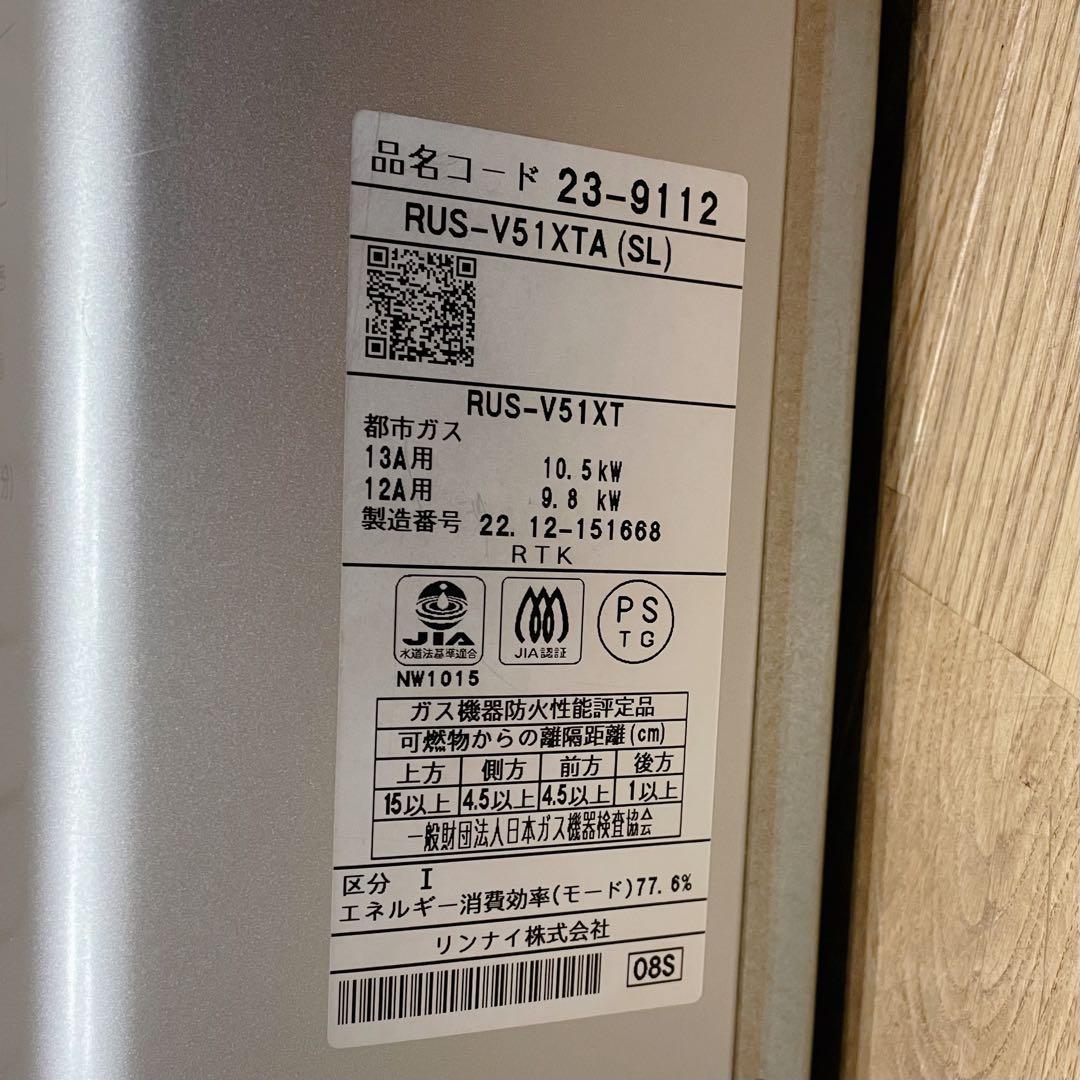 品名コード 23-9112
RUS-V51XTA(SL)
RUS-V51XT
都市ガス
13A用 10.5kW
12A用 9.8 kW
製造番号 22.12-151668
RTK
JIA
水道法基準適合
NW1015
JIA認証
PS
TG
ガス機器防火性能評定品
可燃物からの離隔距離(cm)
上方 側方 前方 後方
15以上 4.5以上 4.5以上 1以上
一般財団法人日本ガス機器検査協会
区分 I
エネルギー消費効率(モード)77.6%
リンナイ株式会社
08S